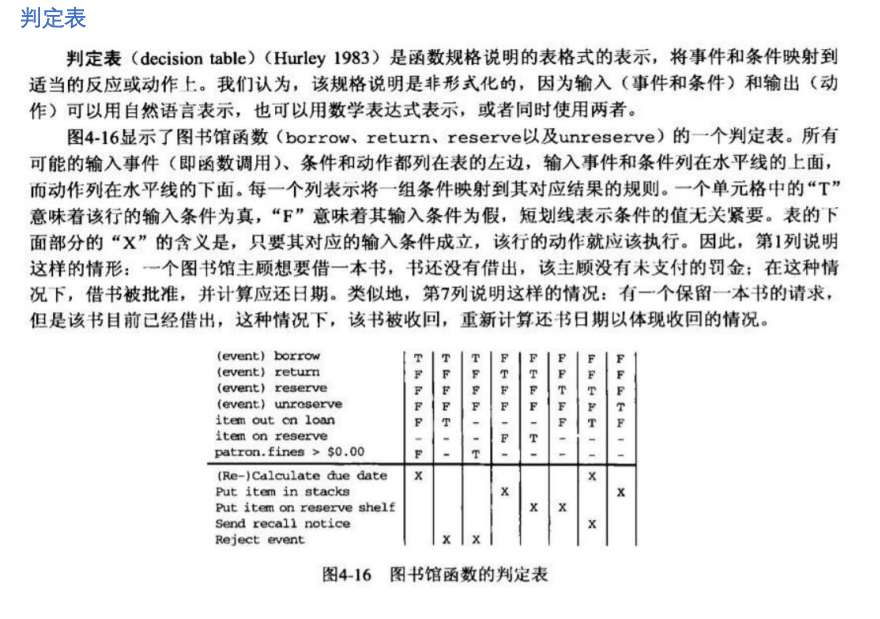 判定表
判定表（decision table）（Hurley 1983）是函数规格说明的表格式的表示，将事件和条件映射到
适当的反应或动作上。我们认为，该规格说明是非形式化的，因为输入（事件和条件）和输出（动
作）可以用自然语言表示，也可以用数学表达式表示，或者同时使用两者。
图4-16显示了图书馆函数（borrow、return、reserve以及unreserve）的一个判定表。所有
可能的输入事件（即函数调用）、条件和动作都列在表的左边，输入事件和条件列在水平线的上面，
而动作列在水平线的下面。每一个列表示将一组条件映射到其对应结果的规则。一个单元格中的“T”
意味着该行的输入条件为真，“F”意味着其输入条件为假，短划线表示条件的值无关紧要。表的下
面部分的“X”的含义是，只要其对应的输入条件成立，该行的动作就应该执行。因此，第1列说明
这样的情形：一个图书馆主顾想要借一本书，书还没有借出，该主顾没有未支付的罚金；在这种情
况下，借书被批准，并计算应还日期。类似地，第7列说明这样的情况：有一个保留一本书的请求，
但是该书目前已经借出，这种情况下，该书被收回，重新计算还书日期以体现收回的情况。
(event) borrow T T T F F F F F
(event) return F F F T T F F F
(event) reserve F F F F F T T F
(event) unreserve F F F F F F F T
item out on loan F T - - - F T F
item on reserve - - - F T - - -
patron.fines > $0.00 F - T - - - - -
(Re-)Calculate due date X X
Put item in stacks X X
Put item on reserve shelf X X
Send recall notice X
Reject event X X
图4-16 图书馆函数的判定表